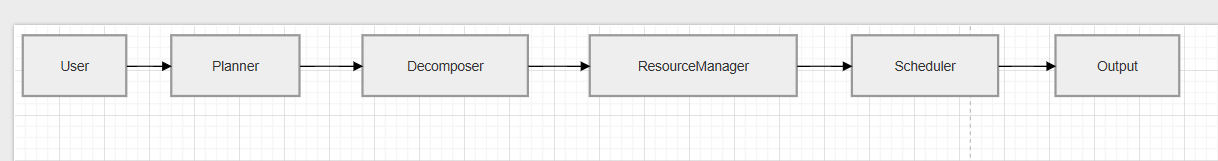 User Planner Decomposer ResourceManager Scheduler Output